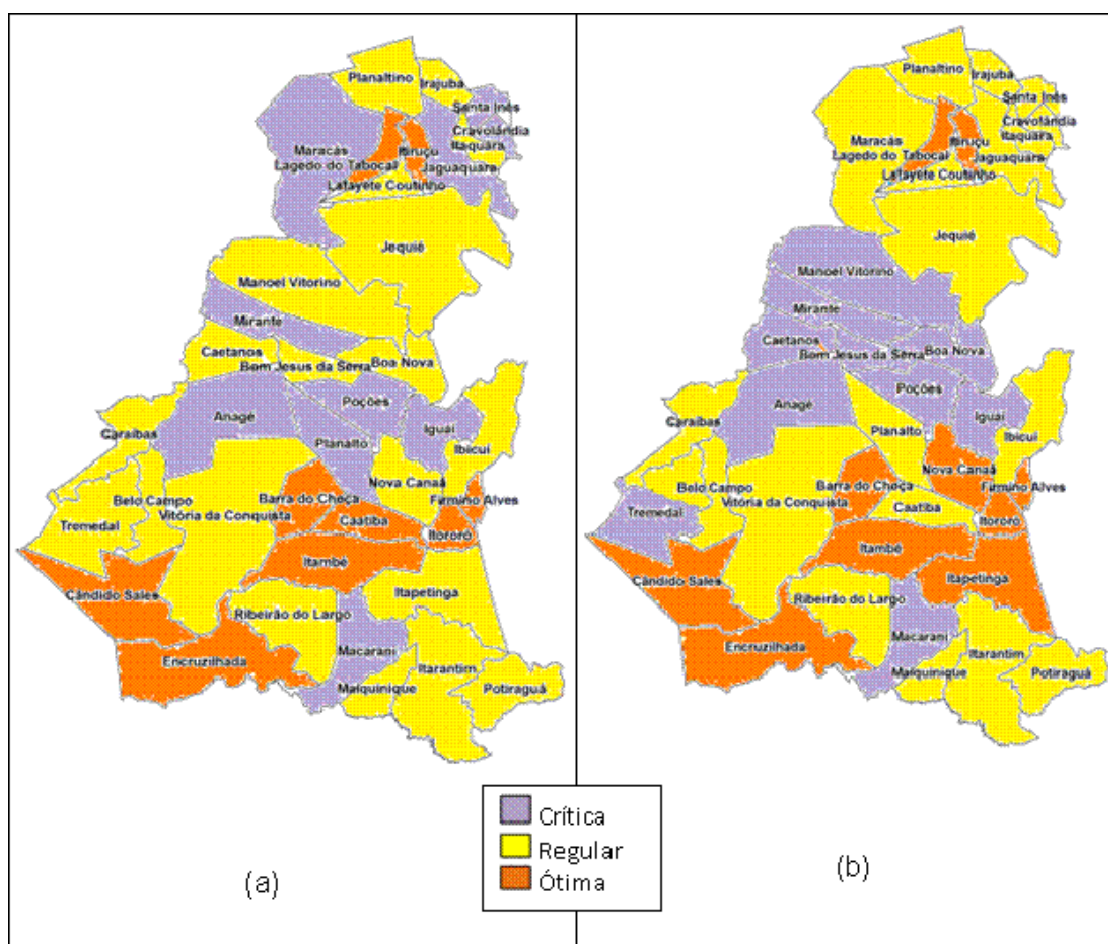 Planaltino
Irajuba
Santa Inês
Cravolândia
Itaquara
Maracás
Lagedo do Tabocal
Itiruçu
Jaguaquara
Lafayete Coutinho
Jequié
Manoel Vitorino
Mirante
Caetanos
Bom Jesus da Serra
Boa Nova
Poções
Anagé
Iguaí
Caraíbas
Planalto
Ibicuí
Nova Canaã
Belo Campo
Barra do Choça
Firmino Alves
Vitória da Conquista
Tremedal
Caatiba
Itororó
Itambé
Cândido Sales
Itapetinga
Ribeirão do Largo
Encruzilhada
Macarani
Itarantim
Maiquinique
Potiraguá
(a)
Planaltino
Irajuba
Santa Inês
Cravolândia
Itaquara
Maracás
Lagedo do Tabocal
Itiruçu
Jaguaquara
Lafayete Coutinho
Jequié
Manoel Vitorino
Mirante
Caetanos
Bom Jesus da Serra
Boa Nova
Poções
Anagé
Iguaí
Caraíbas
Planalto
Ibicuí
Nova Canaã
Belo Campo
Barra do Choça
Firmino Alves
Vitória da Conquista
Tremedal
Caatiba
Itororó
Itambé
Cândido Sales
Itapetinga
Ribeirão do Largo
Encruzilhada
Macarani
Itarantim
Maiquinique
Potiraguá
(b)
Crítica
Regular
Ótima